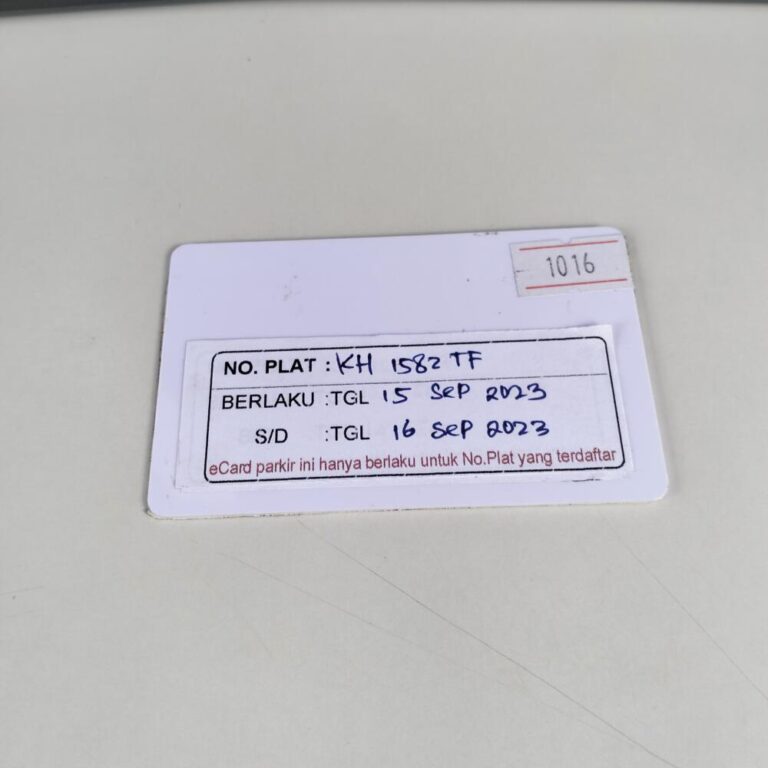 1016
NO. PLAT : KH 1582 TF
BERLAKU :TGL 15 SEP 2023
S/D :TGL 16 SEP 2023
eCard parkir ini hanya berlaku untuk No.Plat yang terdaftar